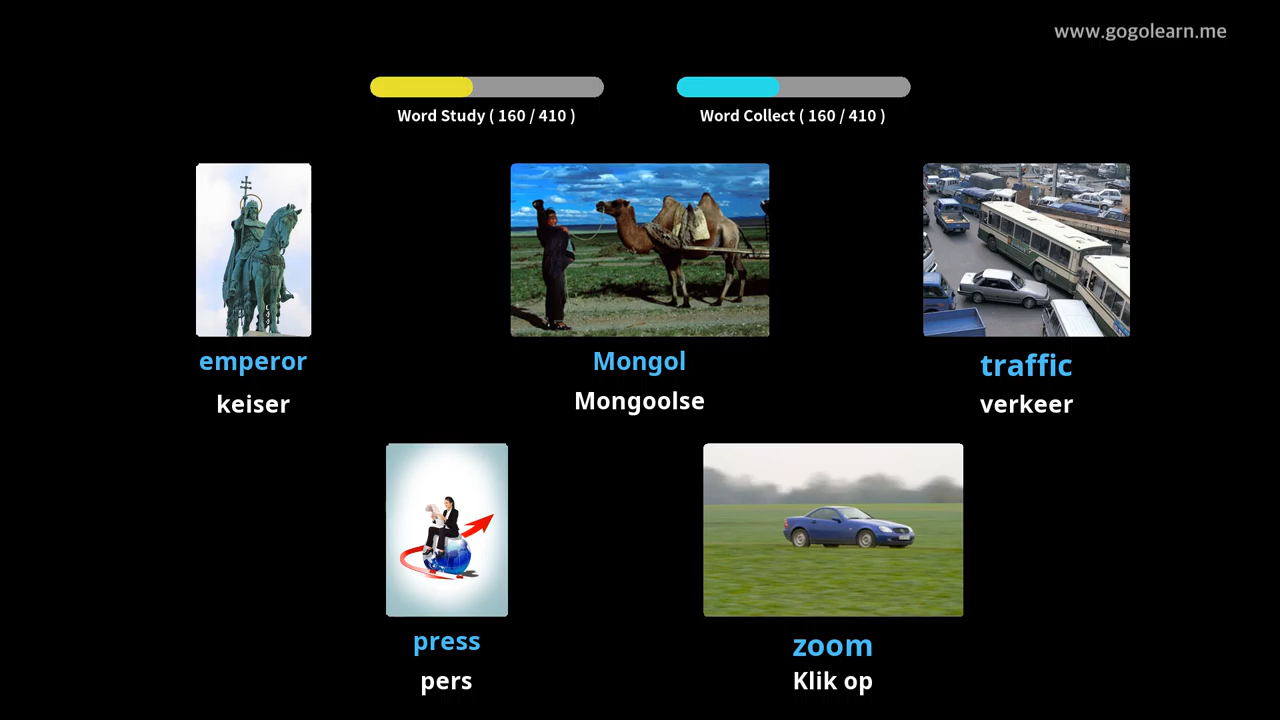 www.gogolearn.me
Word Study ( 160 / 410 )
Word Collect ( 160 / 410 )
emperor
keiser
Mongol
Mongoolse
traffic
verkeer
press
pers
zoom
Klik op